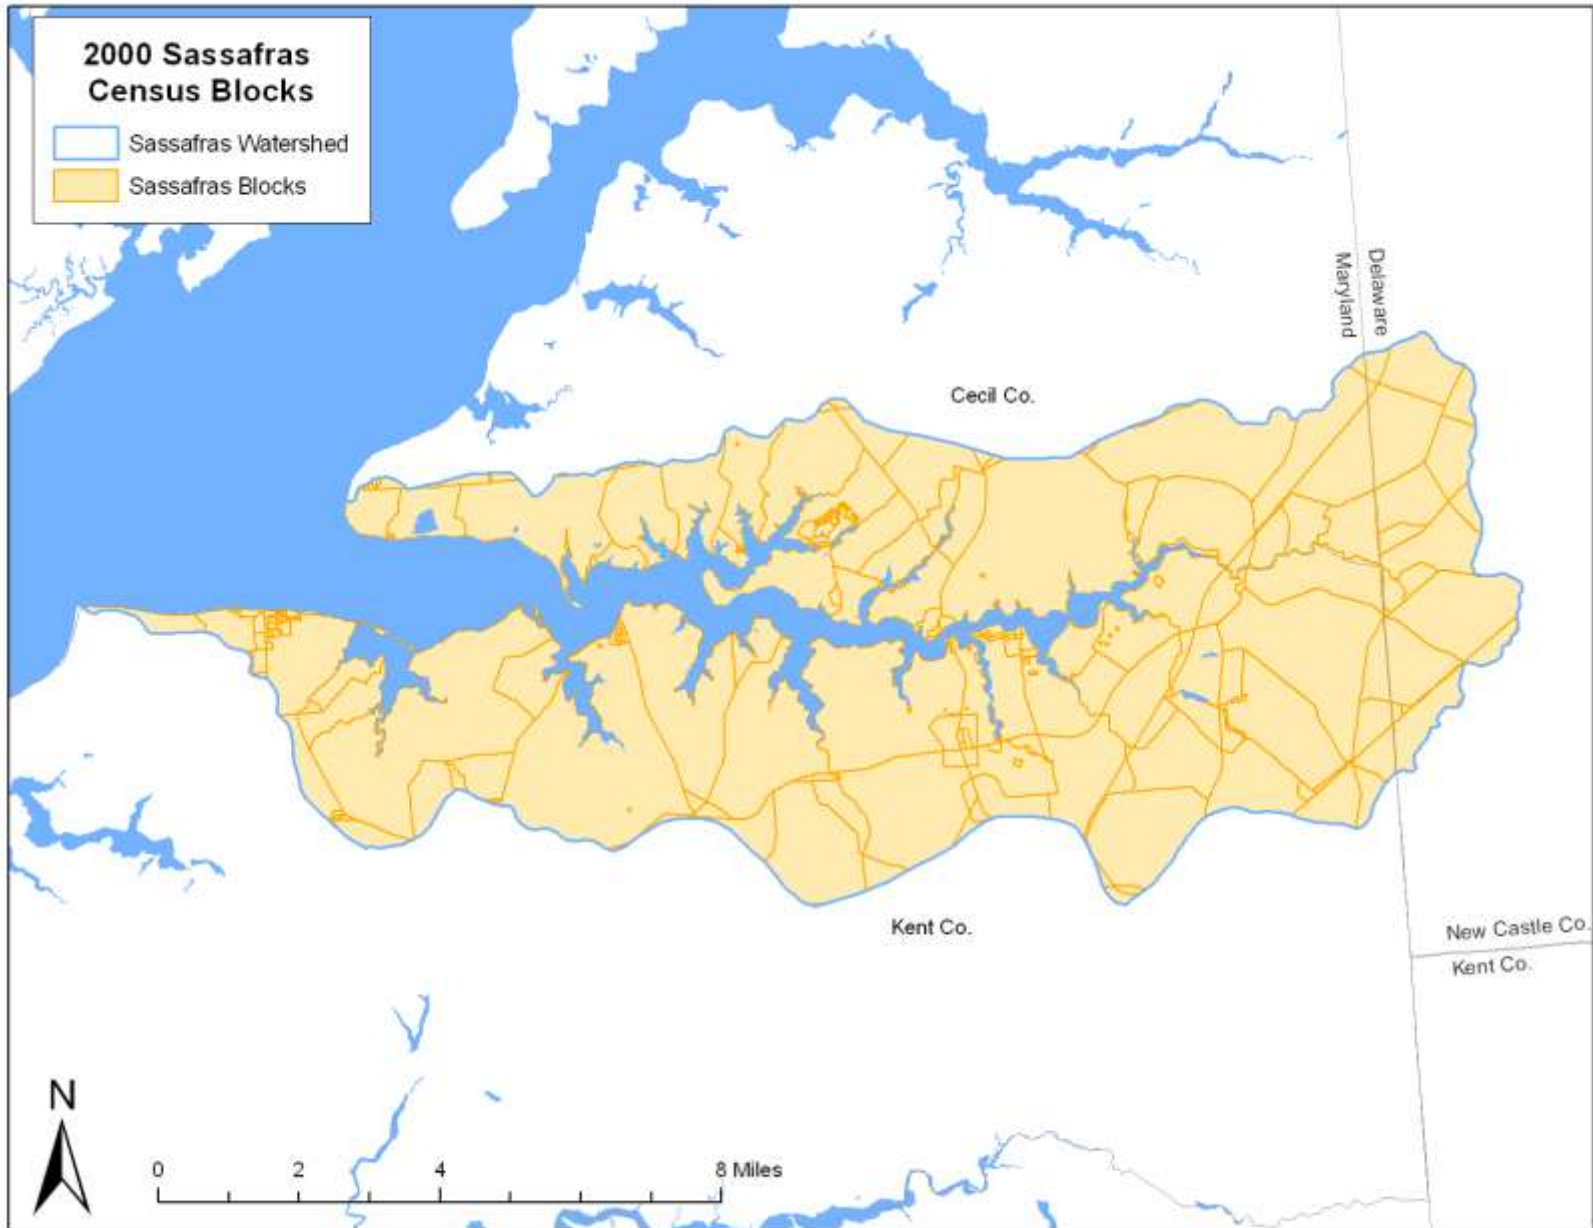 2000 Sassafras
Census Blocks
Sassafras Watershed
Sassafras Blocks
Delaware
Maryland
Cecil Co.
Kent Co.
New Castle Co.
Kent Co.
N
0 2 4 8 Miles